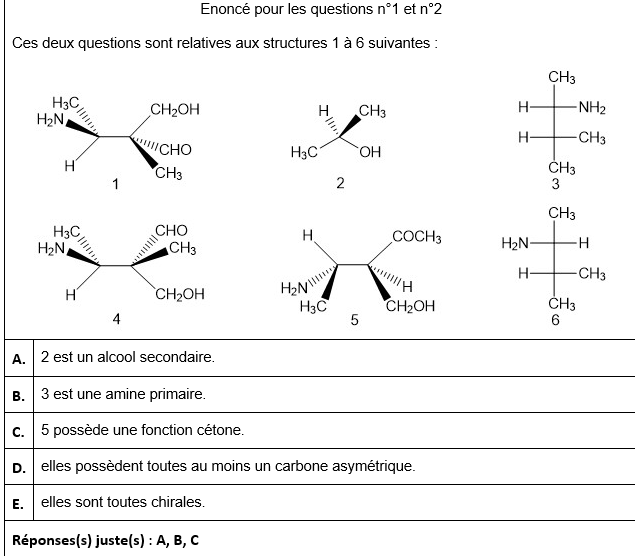 Enoncé pour les questions n°1 et n°2
Ces deux questions sont relatives aux structures 1 à 6 suivantes :
H₃C
H₂N
H
CH₂OH
CHO
CH₃
1
H
CH₃
H₃C
OH
2
CH₃
H
NH₂
H
CH₃
CH₃
3
H₃C
H₂N
H
CHO
CH₃
CH₂OH
4
H
COCH₃
H₂N
H
H₃C
CH₂OH
5
CH₃
H₂N
H
H
CH₃
CH₃
6
A. 2 est un alcool secondaire.
B. 3 est une amine primaire.
C. 5 possède une fonction cétone.
D. elles possèdent toutes au moins un carbone asymétrique.
E. elles sont toutes chirales.
Réponses(s) juste(s) : A, B, C